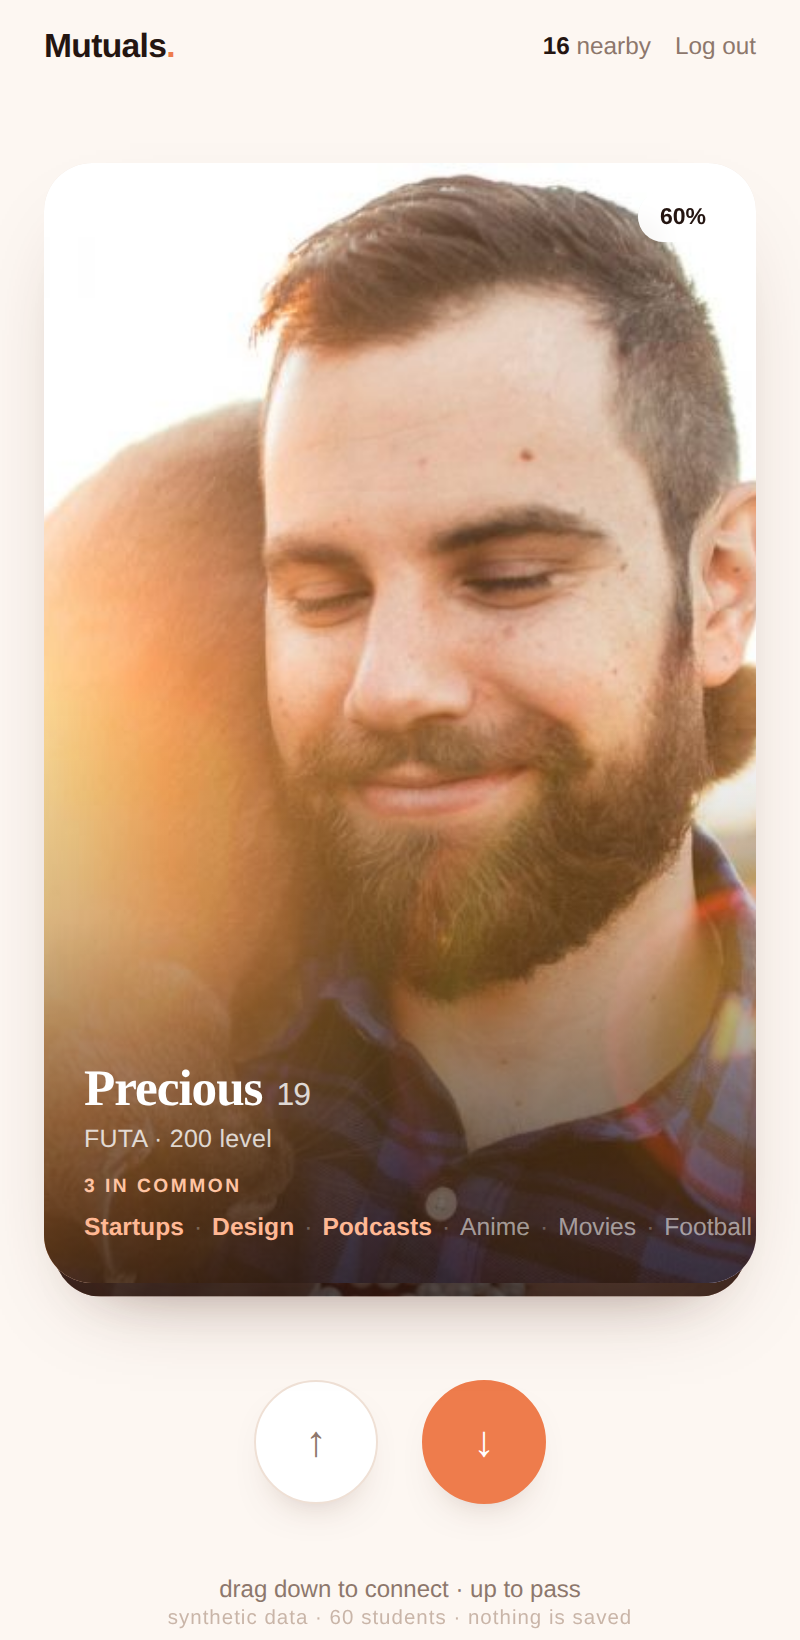 Mutuals.
16 nearby Log out
60%
Precious 19
FUTA · 200 level
3 IN COMMON
Startups · Design · Podcasts · Anime · Movies · Football
↑ ↓
drag down to connect · up to pass
synthetic data · 60 students · nothing is saved